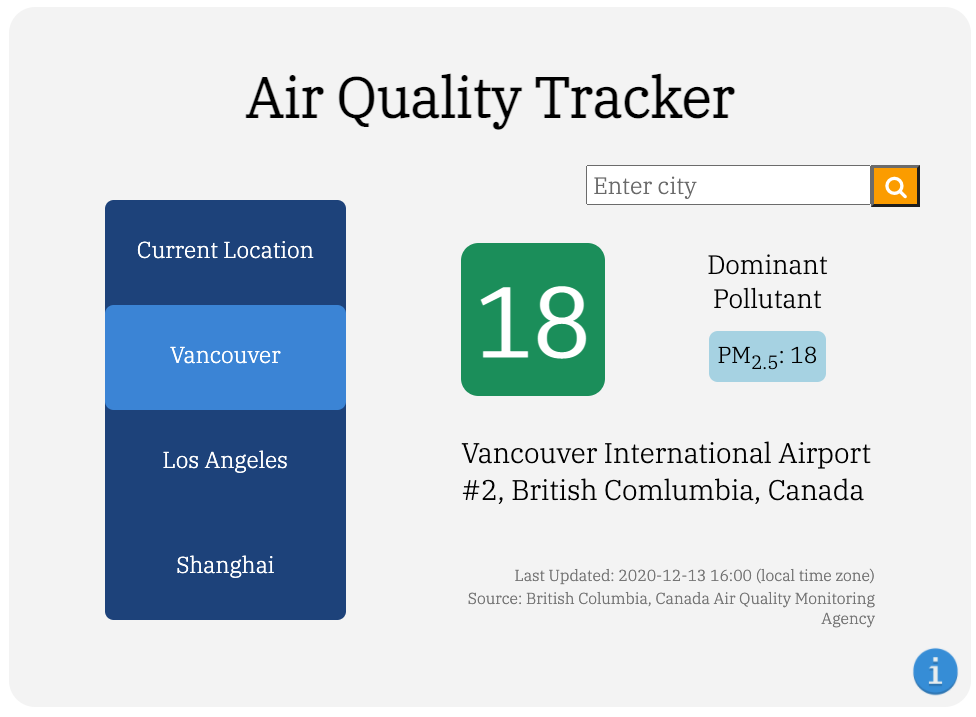 Air Quality Tracker
Enter city
Current Location
Vancouver
Los Angeles
Shanghai
18
Dominant
Pollutant
PM2.5: 18
Vancouver International Airport
#2, British Comlumbia, Canada
Last Updated: 2020-12-13 16:00 (local time zone)
Source: British Columbia, Canada Air Quality Monitoring
Agency
i